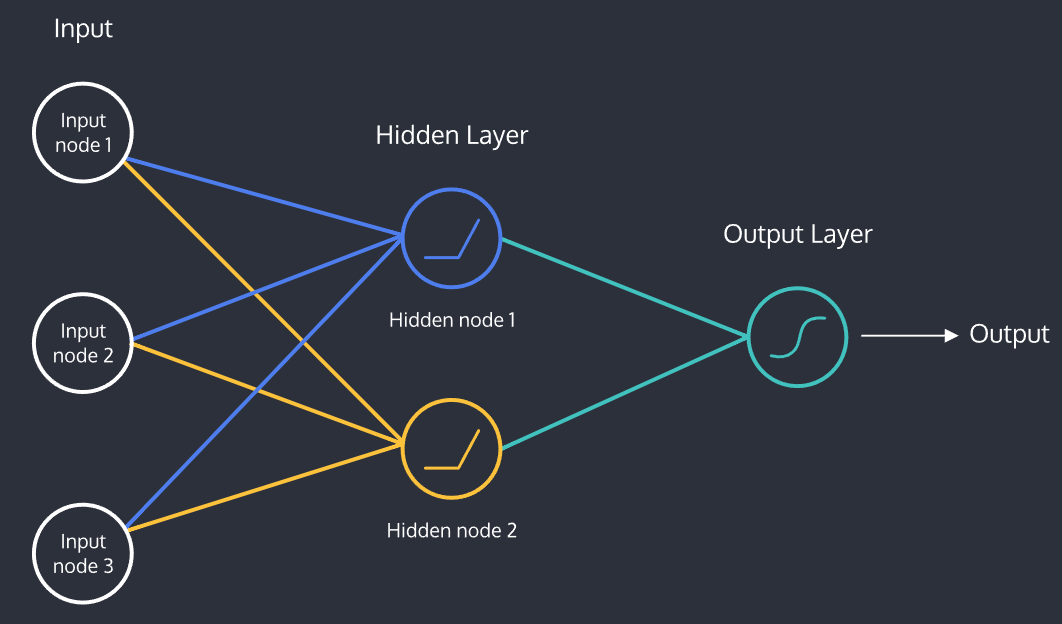 Input
Input
node 1
Hidden Layer
Output Layer
Hidden node 1
Input
node 2
Output
Hidden node 2
Input
node 3